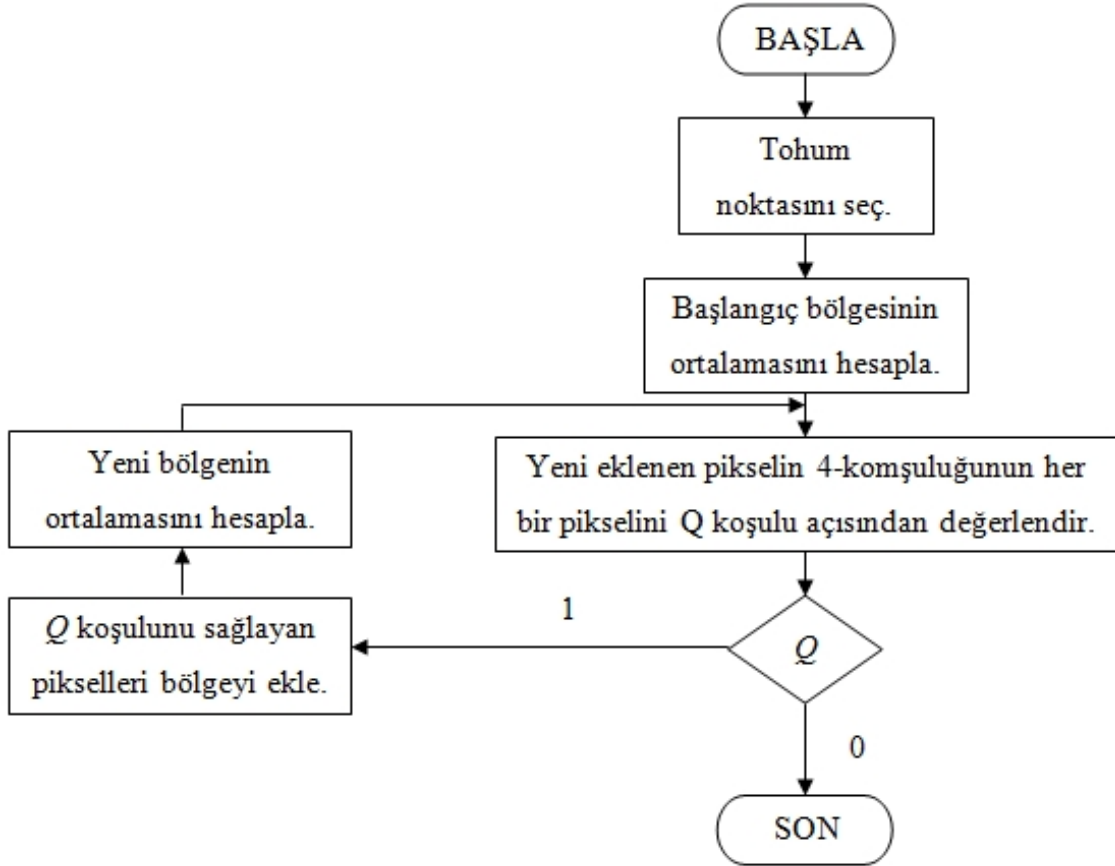 BAŞLA
Tohum
noktasını seç.
Başlangıç bölgesinin
ortalamasını hesapla.
Yeni eklenen pikselin 4-komşuluğunun her
bir pikselini Q koşulu açısından değerlendir.
Q
1
Q koşulunu sağlayan
pikselleri bölgeyi ekle.
Yeni bölgenin
ortalamasını hesapla.
0
SON